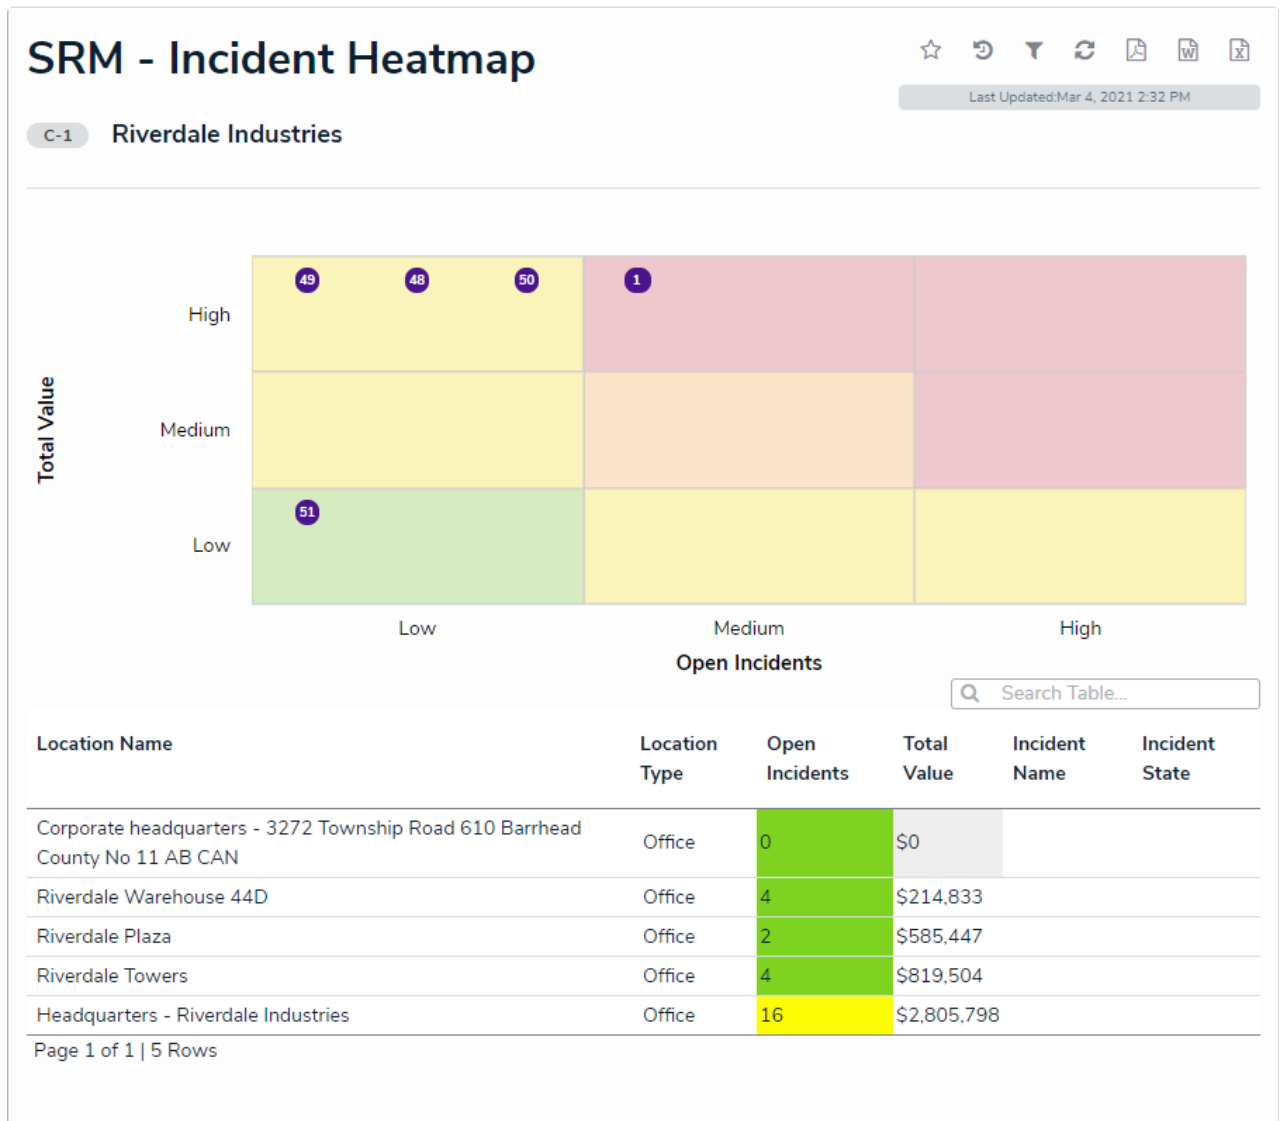 SRM - Incident Heatmap
Last Updated:Mar 4, 2021 2:32 PM
C-1 Riverdale Industries
49 48 50 1
High
Total Value
Medium
51
Low
Low Medium High
Open Incidents
Search Table...
Location Name Location Type Open Incidents Total Value Incident Name Incident State
Corporate headquarters - 3272 Township Road 610 Barrhead
County No 11 AB CAN Office 0 $0
Riverdale Warehouse 44D Office 4 $214,833
Riverdale Plaza Office 2 $585,447
Riverdale Towers Office 4 $819,504
Headquarters - Riverdale Industries Office 16 $2,805,798
Page 1 of 1 | 5 Rows